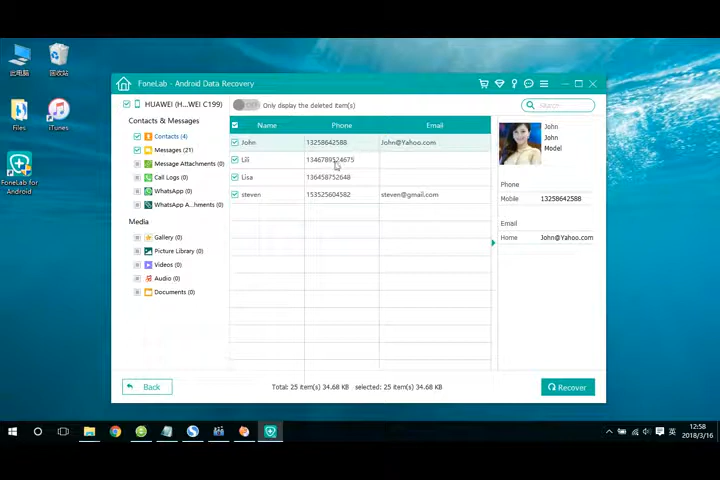 此电脑
回收站
Files
iTunes
FoneLab for
Android
FoneLab - Android Data Recovery
HUAWEI (H...WEI C199)
OFF
Only display the deleted item(s)
Search
Contacts & Messages
Contacts (4)
Messages (21)
Message Attachments (0)
Call Logs (0)
WhatsApp (0)
WhatsApp A...hments (0)
Media
Gallery (0)
Picture Library (0)
Videos (0)
Audio (0)
Documents (0)
Name Phone Email
John 13258642588 John@Yahoo.com
Lili 1346789524675
Lisa 136458752648
steven 153525604582 steven@gmail.com
John
John
Model
Phone
Mobile 13258642588
Email
Home John@Yahoo.com
Back
Total: 25 item(s) 34.68 KB selected: 25 item(s) 34.68 KB
Recover
英
12:58
2018/3/16